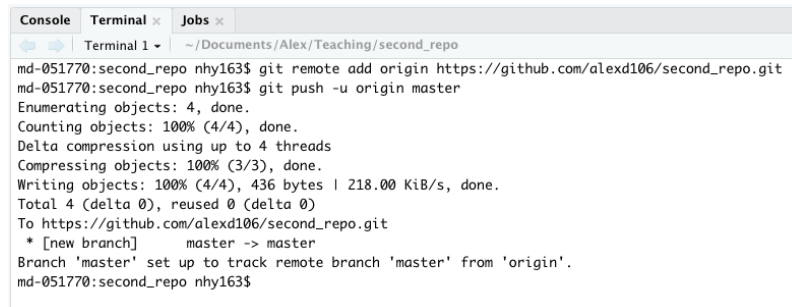 Console Terminal × Jobs ×
Terminal 1 ~/Documents/Alex/Teaching/second_repo
md-051770:second_repo nhy163$ git remote add origin https://github.com/alexd106/second_repo.git
md-051770:second_repo nhy163$ git push -u origin master
Enumerating objects: 4, done.
Counting objects: 100% (4/4), done.
Delta compression using up to 4 threads
Compressing objects: 100% (3/3), done.
Writing objects: 100% (4/4), 436 bytes | 218.00 KiB/s, done.
Total 4 (delta 0), reused 0 (delta 0)
To https://github.com/alexd106/second_repo.git
 * [new branch]      master -> master
Branch 'master' set up to track remote branch 'master' from 'origin'.
md-051770:second_repo nhy163$